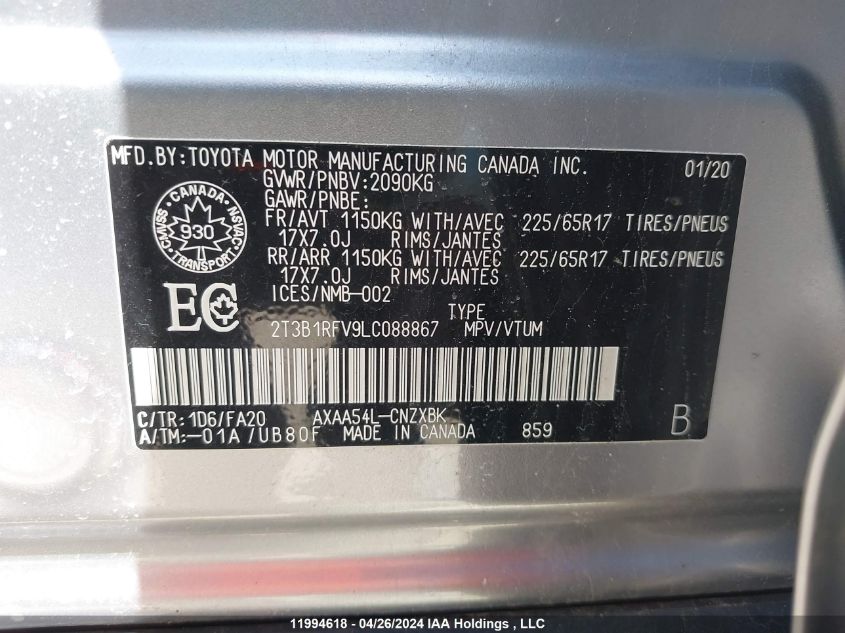 MFD.BY:TOYOTA MOTOR MANUFACTURING CANADA INC. 01/20
GVWR/PNBV:2090KG
GAWR/PNBE:
FR/AVT 1150KG WITH/AVEC 225/65R17 TIRES/PNEUS
17X7.0J RIMS/JANTES
RR/ARR 1150KG WITH/AVEC 225/65R17 TIRES/PNEUS
17X7.0J RIMS/JANTES
ICES/NMB-002
CANADA
CMVSS 930 NSVAC
TRANSPORT
EC
TYPE
2T3B1RFV9LC088867 MPV/VTUM
C/TR:1D6/FA20 AXAA54L-CNZXBK
A/TM:-01A/UB80F MADE IN CANADA 859 B
11994618 - 04/26/2024 IAA Holdings , LLC